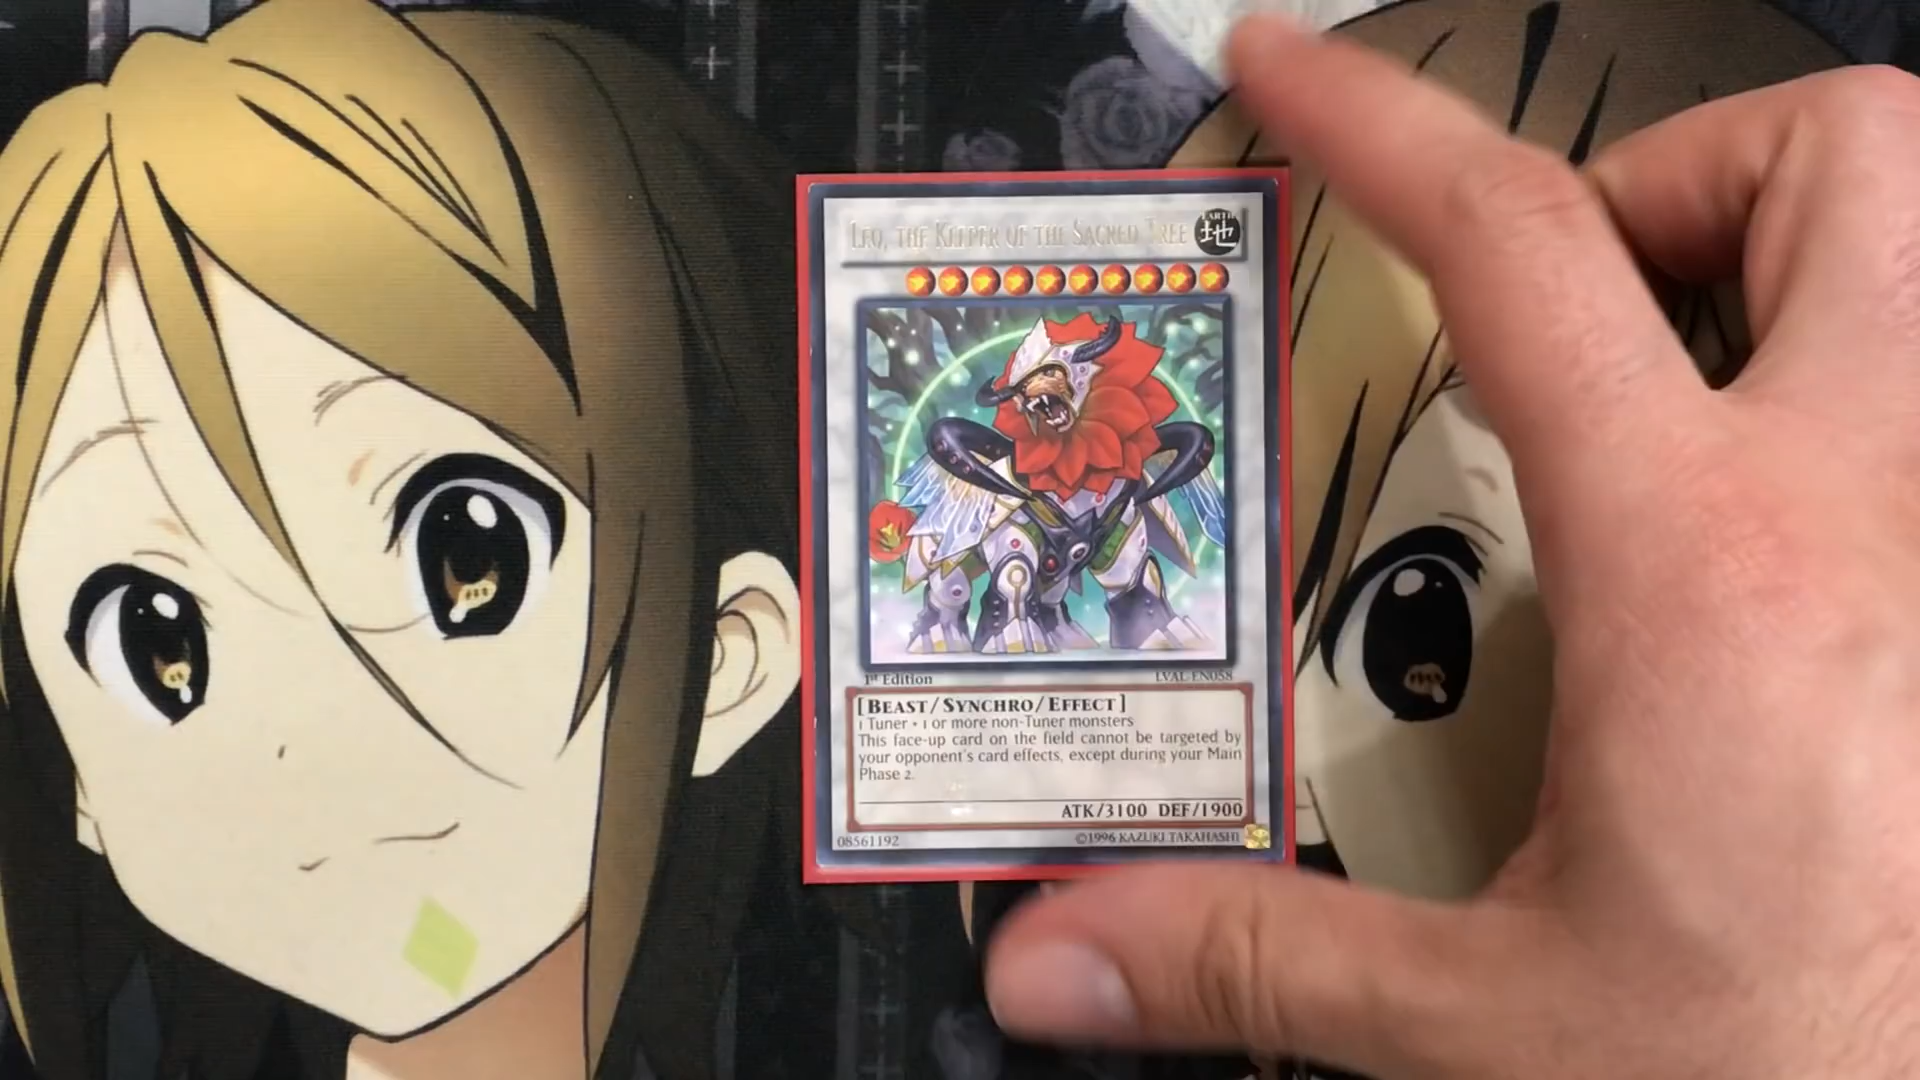 LEO, THE KEEPER OF THE SACRED TREE
EARTH
地
1st Edition
LVAL-EN058
[BEAST/SYNCHRO/EFFECT]
1 Tuner + 1 or more non-Tuner monsters
This face-up card on the field cannot be targeted by
your opponent's card effects, except during your Main
Phase 2.
ATK/3100 DEF/1900
08561192
©1996 KAZUKI TAKAHASHI